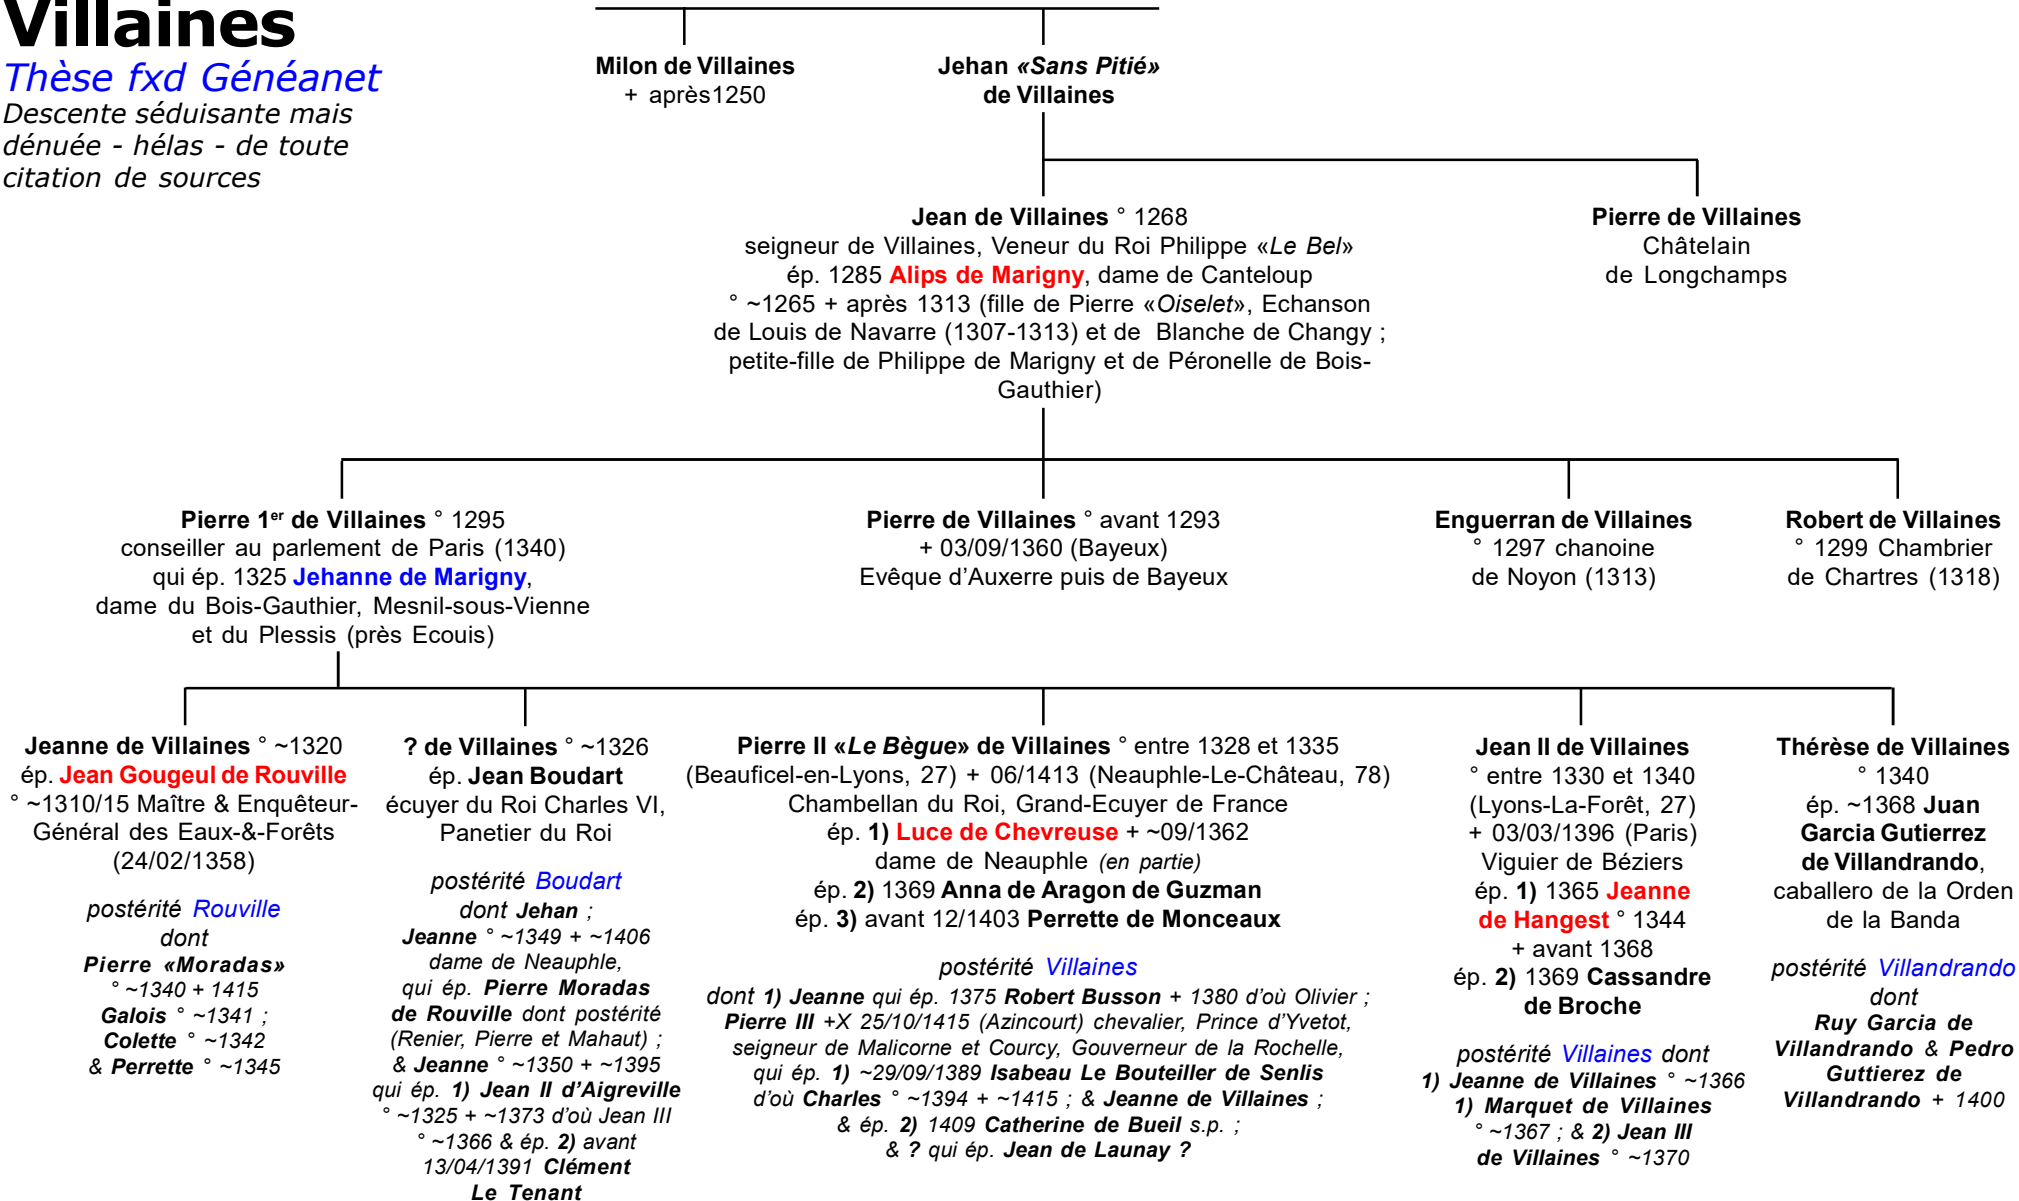 Villaines
Thèse fxd Généanet
Descente séduisante mais
dénuée - hélas - de toute
citation de sources
Milon de Villaines
+ après1250
Jehan «Sans Pitié»
de Villaines
Jean de Villaines ° 1268
seigneur de Villaines, Veneur du Roi Philippe «Le Bel»
ép. 1285 Alips de Marigny, dame de Canteloup
° ~1265 + après 1313 (fille de Pierre «Oiselet», Echanson
de Louis de Navarre (1307-1313) et de Blanche de Changy ;
petite-fille de Philippe de Marigny et de Péronelle de Bois-
Gauthier)
Pierre de Villaines
Châtelain
de Longchamps
Pierre 1er de Villaines ° 1295
conseiller au parlement de Paris (1340)
qui ép. 1325 Jehanne de Marigny,
dame du Bois-Gauthier, Mesnil-sous-Vienne
et du Plessis (près Ecouis)
Pierre de Villaines ° avant 1293
+ 03/09/1360 (Bayeux)
Evêque d'Auxerre puis de Bayeux
Enguerran de Villaines
° 1297 chanoine
de Noyon (1313)
Robert de Villaines
° 1299 Chambrier
de Chartres (1318)
Jeanne de Villaines ° ~1320
ép. Jean Gougeul de Rouville
° ~1310/15 Maître & Enquêteur-
Général des Eaux-&-Forêts
(24/02/1358)
postérité Rouville
dont
Pierre «Moradas»
° ~1340 + 1415
Galois ° ~1341 ;
Colette ° ~1342
& Perrette ° ~1345
? de Villaines ° ~1326
ép. Jean Boudart
écuyer du Roi Charles VI,
Panetier du Roi
postérité Boudart
dont Jehan ;
Jeanne ° ~1349 + ~1406
dame de Neauphle,
qui ép. Pierre Moradas
de Rouville dont postérité
(Renier, Pierre et Mahaut) ;
& Jeanne ° ~1350 + ~1395
qui ép. 1) Jean II d'Aigreville
° ~1325 + ~1373 d'où Jean III
° ~1366 & ép. 2) avant
13/04/1391 Clément
Le Tenant
Pierre II «Le Bègue» de Villaines ° entre 1328 et 1335
(Beauficel-en-Lyons, 27) + 06/1413 (Neauphle-Le-Château, 78)
Chambellan du Roi, Grand-Ecuyer de France
ép. 1) Luce de Chevreuse + ~09/1362
dame de Neauphle (en partie)
ép. 2) 1369 Anna de Aragon de Guzman
ép. 3) avant 12/1403 Perrette de Monceaux
postérité Villaines
dont 1) Jeanne qui ép. 1375 Robert Busson + 1380 d'où Olivier ;
Pierre III +X 25/10/1415 (Azincourt) chevalier, Prince d'Yvetot,
seigneur de Malicorne et Courcy, Gouverneur de la Rochelle,
qui ép. 1) ~29/09/1389 Isabeau Le Bouteiller de Senlis
d'où Charles ° ~1394 + ~1415 ; & Jeanne de Villaines ;
& ép. 2) 1409 Catherine de Bueil s.p. ;
& ? qui ép. Jean de Launay ?
Jean II de Villaines
° entre 1330 et 1340
(Lyons-La-Forêt, 27)
+ 03/03/1396 (Paris)
Viguier de Béziers
ép. 1) 1365 Jeanne
de Hangest ° 1344
+ avant 1368
ép. 2) 1369 Cassandre
de Broche
postérité Villaines dont
1) Jeanne de Villaines ° ~1366
1) Marquet de Villaines
° ~1367 ; & 2) Jean III
de Villaines ° ~1370
Thérèse de Villaines
° 1340
ép. ~1368 Juan
Garcia Gutierrez
de Villandrando,
caballero de la Orden
de la Banda
postérité Villandrando
dont
Ruy Garcia de
Villandrando & Pedro
Guttierez de
Villandrando + 1400